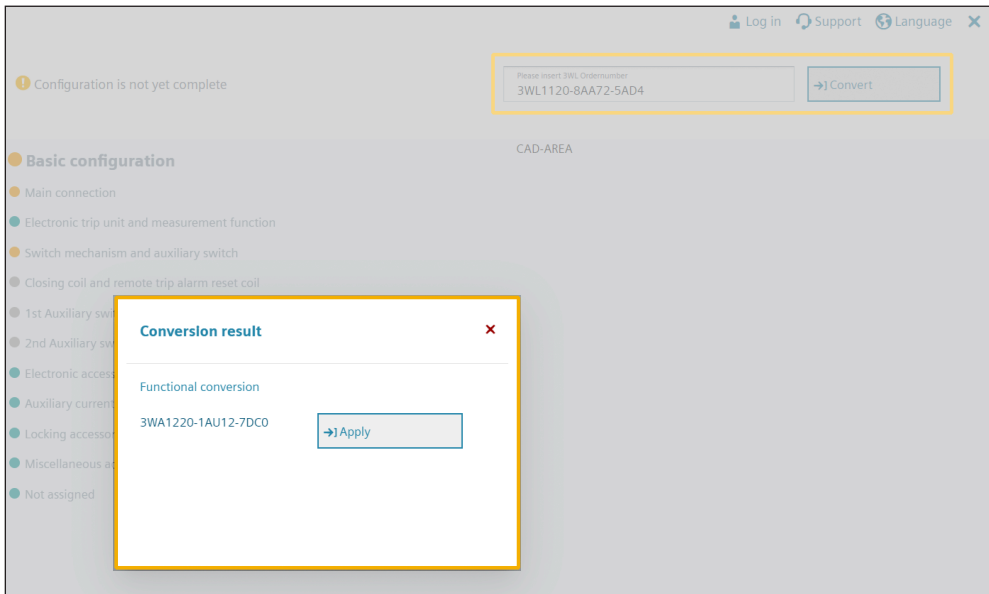 Log in Support Language
Configuration is not yet complete
Please insert 3WL Ordernumber
3WL1120-8AA72-5AD4
Convert
CAD-AREA
Basic configuration
Main connection
Electronic trip unit and measurement function
Switch mechanism and auxiliary switch
Closing coil and remote trip alarm reset coil
1st Auxiliary swi
2nd Auxiliary sw
Electronic access
Auxiliary current
Locking accessor
Miscellaneous ac
Not assigned
Conversion result
Functional conversion
3WA1220-1AU12-7DC0
Apply